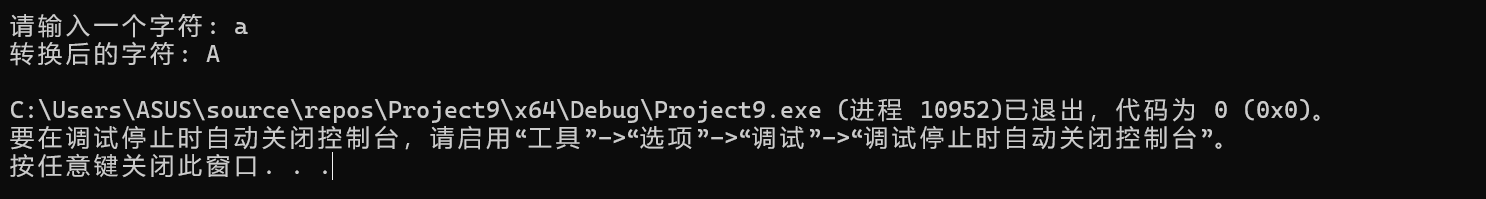 请输入一个字符: a
转换后的字符: A
C:\Users\ASUS\source\repos\Project9\x64\Debug\Project9.exe (进程 10952)已退出，代码为 0 (0x0)。
要在调试停止时自动关闭控制台，请启用“工具”->“选项”->“调试”->“调试停止时自动关闭控制台”。
按任意键关闭此窗口. . .